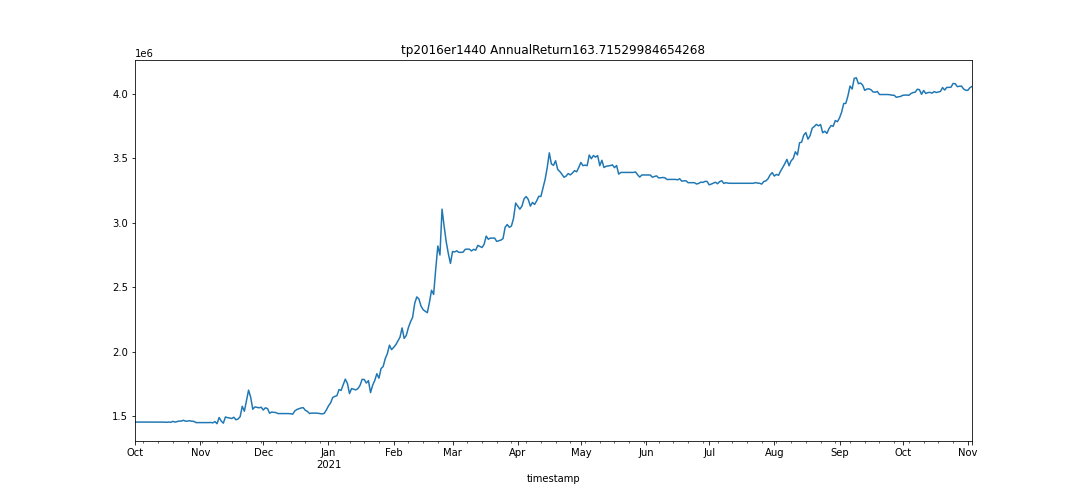 tp2016er1440 AnnualReturn163.71529984654268
1e6
4.0
3.5
3.0
2.5
2.0
1.5
Oct Nov Dec Jan Feb Mar Apr May Jun Jul Aug Sep Oct Nov
2021
timestamp